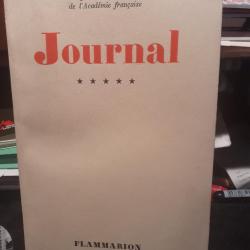 de l'Académie française
Journal
★ ★ ★ ★ ★
FLAMMARION